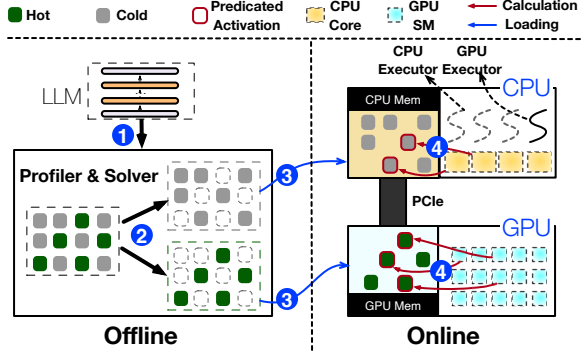 Hot
Cold
Predicated
Activation
CPU
Core
GPU
SM
Calculation
Loading
LLM
1
Profiler & Solver
2
3
3
Offline
CPU
Executor
GPU
Executor
CPU
CPU Mem
4
PCIe
GPU
4
GPU Mem
Online